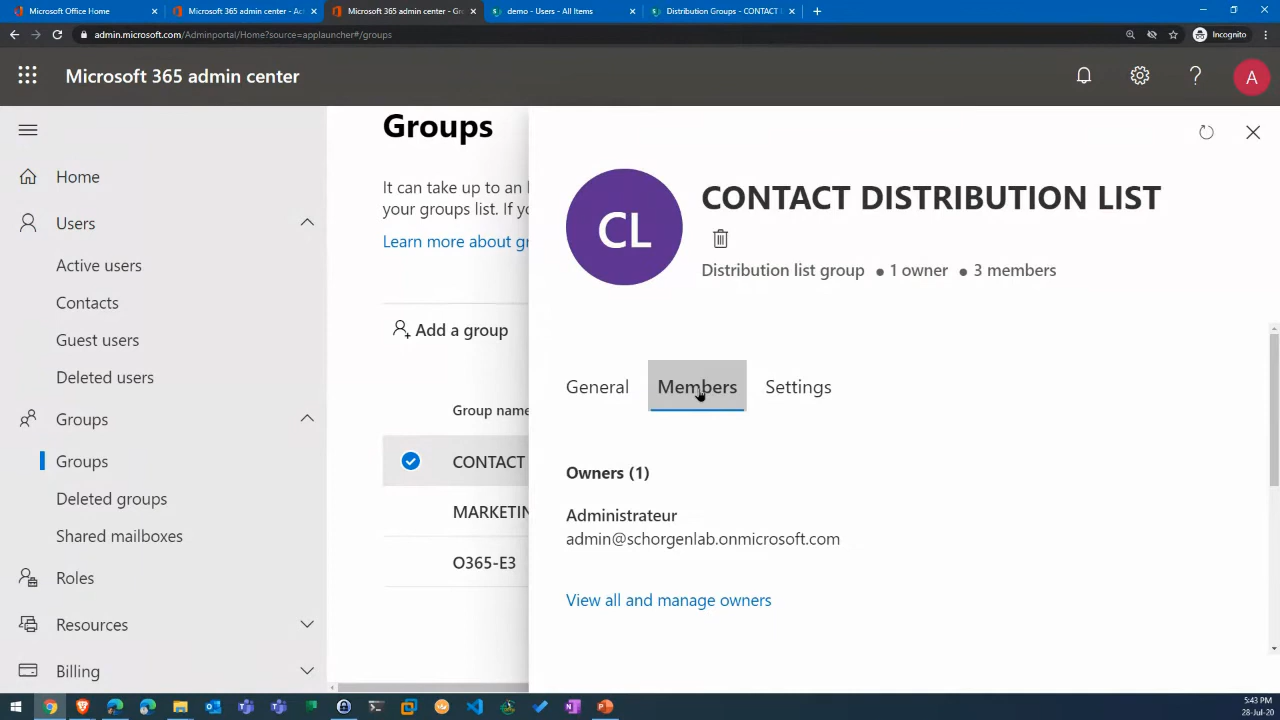 Microsoft Office Home
Microsoft 365 admin center - Ac
Microsoft 365 admin center - Gr
demo - Users - All Items
Distribution Groups - CONTACT
admin.microsoft.com/Adminportal/Home?source=applauncher#/groups
Incognito
Microsoft 365 admin center
?
A
Home
Users
Active users
Contacts
Guest users
Deleted users
Groups
Groups
Deleted groups
Shared mailboxes
Roles
Resources
Billing
Groups
It can take up to an
your groups list. If yo
Learn more about gr
Add a group
Group name
CONTACT
MARKETIN
O365-E3
CL
CONTACT DISTRIBUTION LIST
Distribution list group ● 1 owner ● 3 members
General
Members
Settings
Owners (1)
Administrateur
admin@schorgenlab.onmicrosoft.com
View all and manage owners
5:43 PM
28-Jul-20